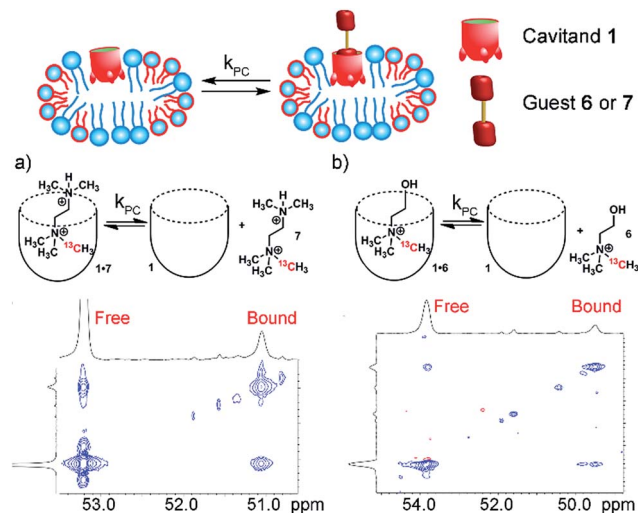 k_PC
Cavitand 1
Guest 6 or 7
a)
b)
H
H₃C
N
CH₃
⊕
k_PC
H₃C
N
⊕
H₃C
¹³CH₃
1•7
1
+
H
H₃C
N
CH₃
⊕
7
H₃C
N
⊕
H₃C
¹³CH₃
OH
k_PC
H₃C
N
⊕
H₃C
¹³CH₃
1•6
1
+
OH
6
H₃C
N
⊕
H₃C
¹³CH₃
Free
Bound
Free
Bound
53.0 52.0 51.0 ppm
54.0 52.0 50.0 ppm